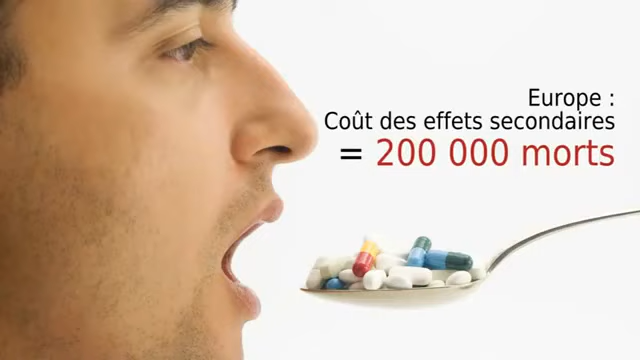 Europe :
Coût des effets secondaires
= 200 000 morts